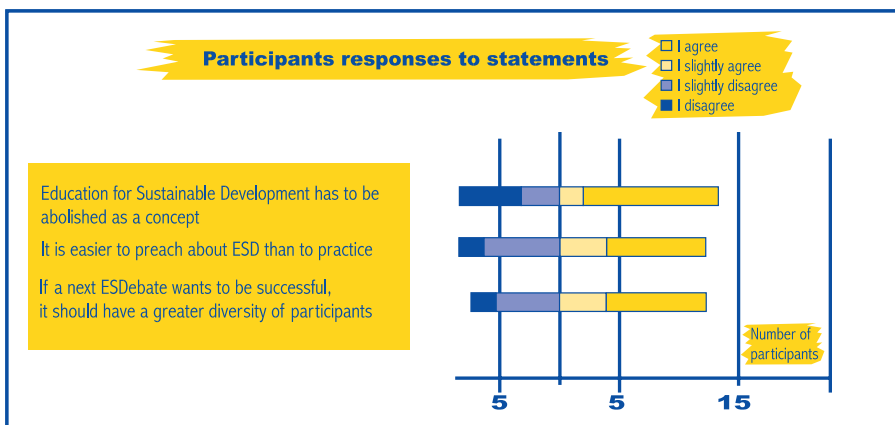 Participants responses to statements
I agree
I slightly agree
I slightly disagree
I disagree
Education for Sustainable Development has to be
abolished as a concept
It is easier to preach about ESD than to practice
If a next ESDebate wants to be successful,
it should have a greater diversity of participants
Number of
participants
5 5 15